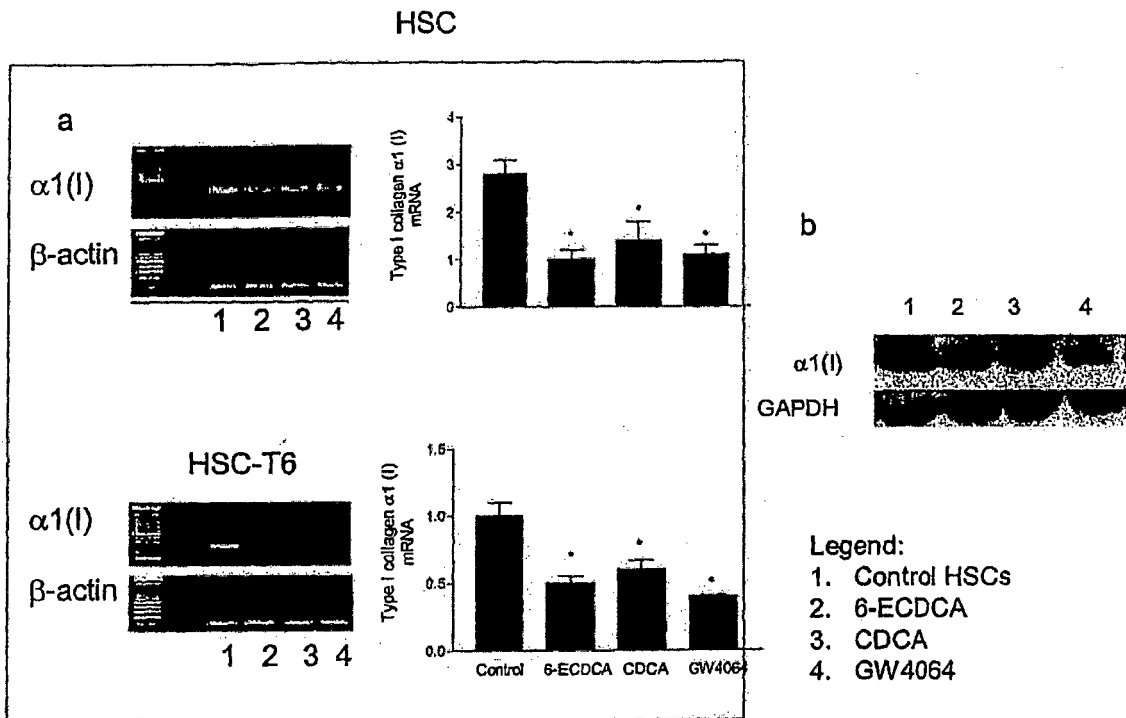 HSC
a
α1(I)
β-actin
1 2 3 4
Type I collagen α1 (I)
mRNA
4
3
2
1
0
* * *
HSC-T6
α1(I)
β-actin
1 2 3 4
Type I collagen α1 (I)
mRNA
1.5
1.0
0.5
0.0
* * *
Control 6-ECDCA CDCA GW4064
b
1 2 3 4
α1(I)
GAPDH
Legend:
1. Control HSCs
2. 6-ECDCA
3. CDCA
4. GW4064